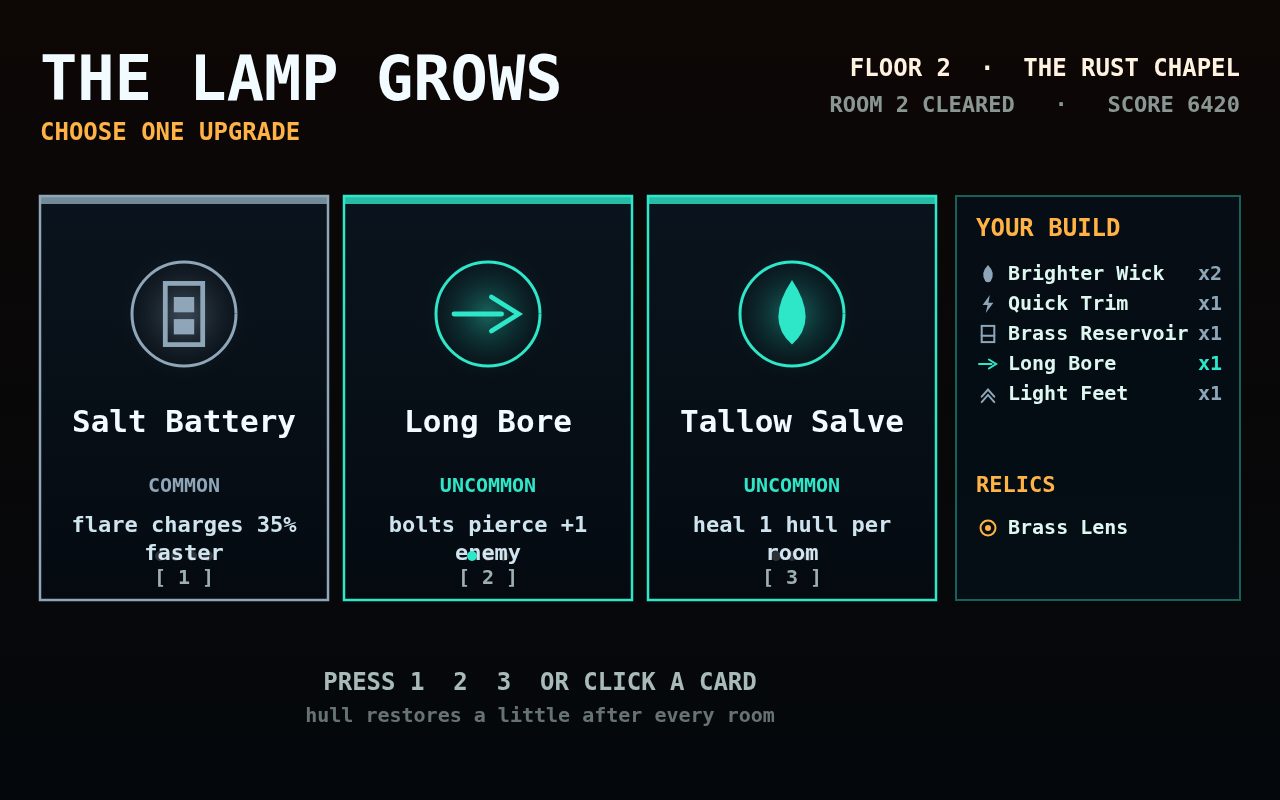 THE LAMP GROWS
CHOOSE ONE UPGRADE
FLOOR 2 · THE RUST CHAPEL
ROOM 2 CLEARED · SCORE 6420
Salt Battery
COMMON
flare charges 35%
faster
[ 1 ]
Long Bore
UNCOMMON
bolts pierce +1
enemy
[ 2 ]
Tallow Salve
UNCOMMON
heal 1 hull per
room
[ 3 ]
YOUR BUILD
Brighter Wick x2
Quick Trim x1
Brass Reservoir x1
Long Bore x1
Light Feet x1
RELICS
Brass Lens
PRESS 1 2 3 OR CLICK A CARD
hull restores a little after every room